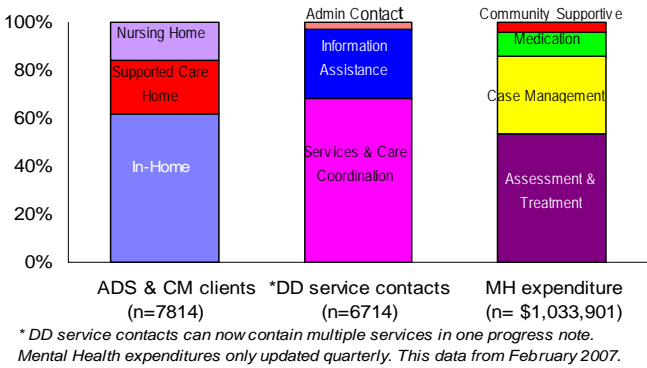 100%
80%
60%
40%
20%
0%
Nursing Home
Supported Care
Home
In-Home
Admin Contact
Information
Assistance
Services & Care
Coordination
Community Supportive
Medication
Case Management
Assessment &
Treatment
ADS & CM clients
(n=7814)
*DD service contacts
(n=6714)
MH expenditure
(n= $1,033,901)
* DD service contacts can now contain multiple services in one progress note.
Mental Health expenditures only updated quarterly. This data from February 2007.